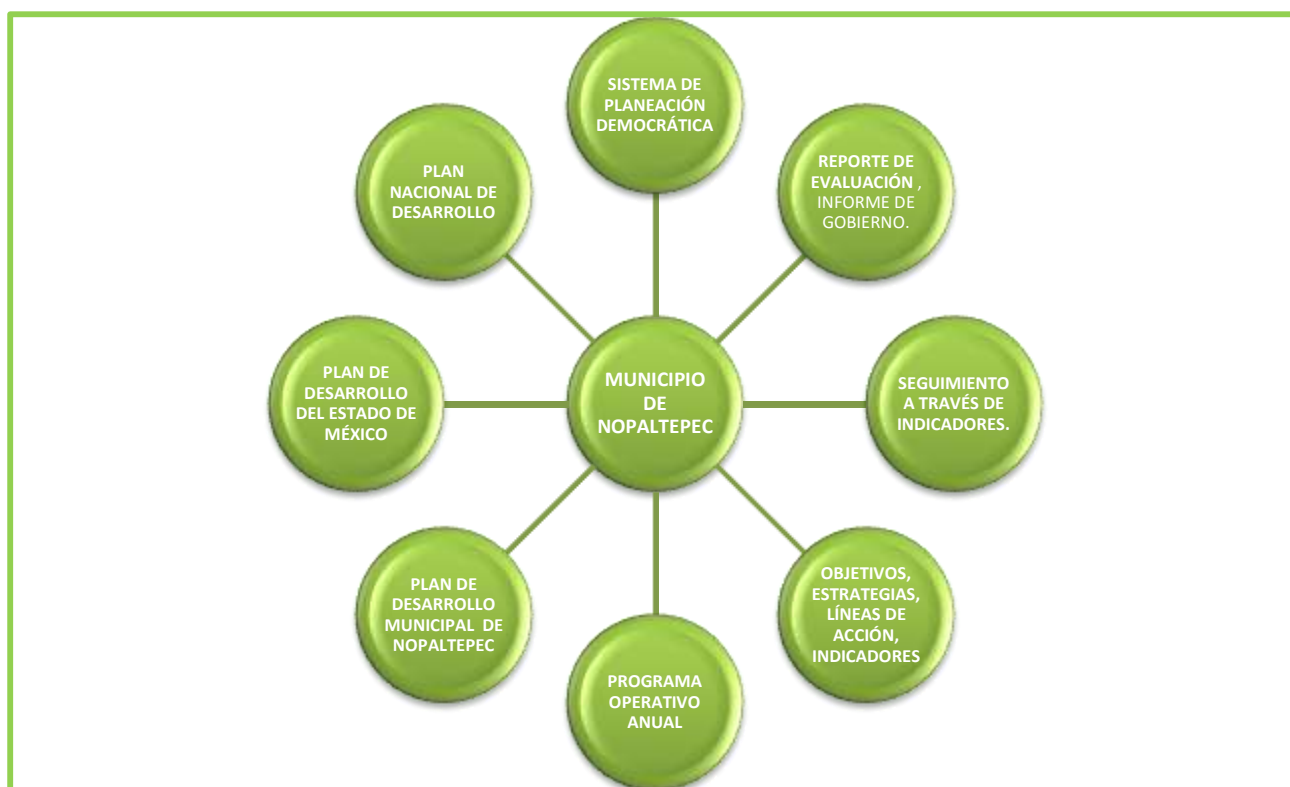 SISTEMA DE
PLANEACIÓN
DEMOCRÁTICA
REPORTE DE
EVALUACIÓN ,
INFORME DE
GOBIERNO.
SEGUIMIENTO
A TRAVÉS DE
INDICADORES.
OBJETIVOS,
ESTRATEGIAS,
LÍNEAS DE
ACCIÓN,
INDICADORES
PROGRAMA
OPERATIVO
ANUAL
PLAN DE
DESARROLLO
MUNICIPAL DE
NOPALTEPEC
PLAN DE
DESARROLLO
DEL ESTADO DE
MÉXICO
PLAN
NACIONAL DE
DESARROLLO
MUNICIPIO
DE
NOPALTEPEC